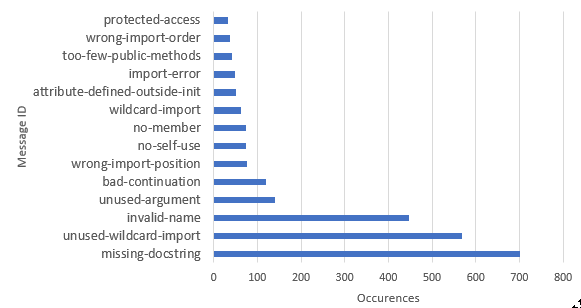 protected-access
wrong-import-order
too-few-public-methods
import-error
attribute-defined-outside-init
wildcard-import
no-member
no-self-use
wrong-import-position
bad-continuation
unused-argument
invalid-name
unused-wildcard-import
missing-docstring
Message ID
0 100 200 300 400 500 600 700 800
Occurences